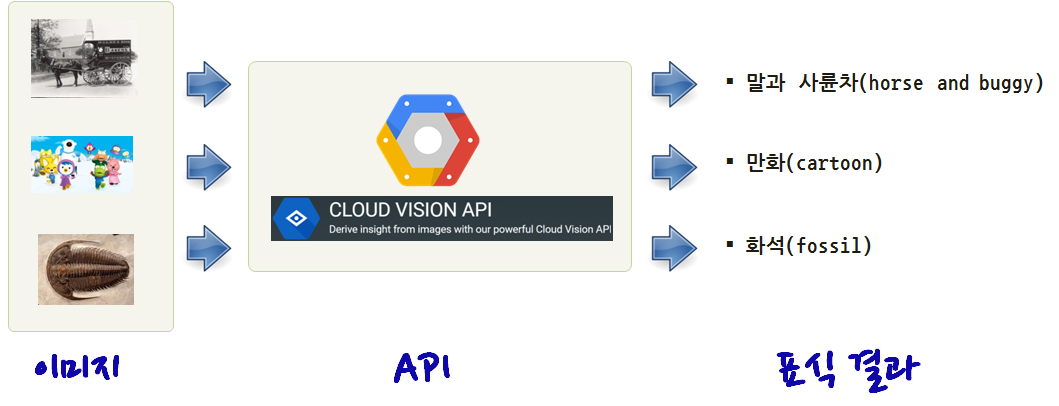 ▪ 말과 사륜차(horse and buggy)
CLOUD VISION API
Derive insight from images with our powerful Cloud Vision API
▪ 만화(cartoon)
▪ 화석(fossil)
이미지
API
표식 결과